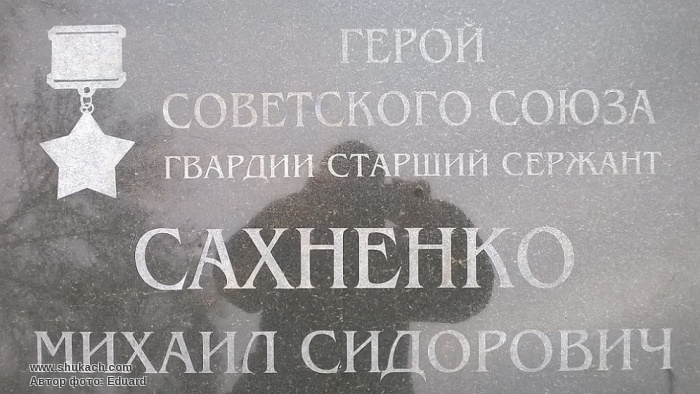 ГЕРОЙ
СОВЕТСКОГО СОЮЗА
ГВАРДИИ СТАРШИЙ СЕРЖАНТ
САХНЕНКО
МИХАИЛ СИДОРОВИЧ
www.shukach.com
Автор фото: Eduard